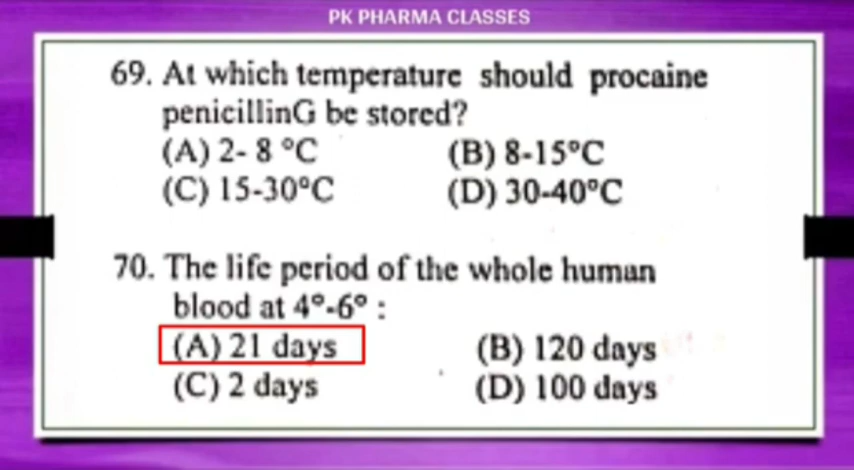 PK PHARMA CLASSES
69. At which temperature should procaine
penicillinG be stored?
(A) 2- 8 °C (B) 8-15°C
(C) 15-30°C (D) 30-40°C
70. The life period of the whole human
blood at 4°-6° :
(A) 21 days (B) 120 days
(C) 2 days (D) 100 days